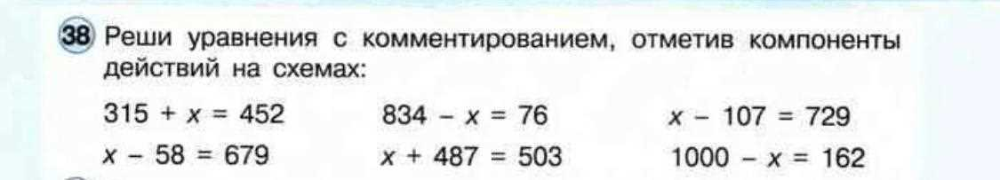 38 Реши уравнения с комментированием, отметив компоненты
действий на схемах:
315 + x = 452 834 − x = 76 x − 107 = 729
x − 58 = 679 x + 487 = 503 1000 − x = 162